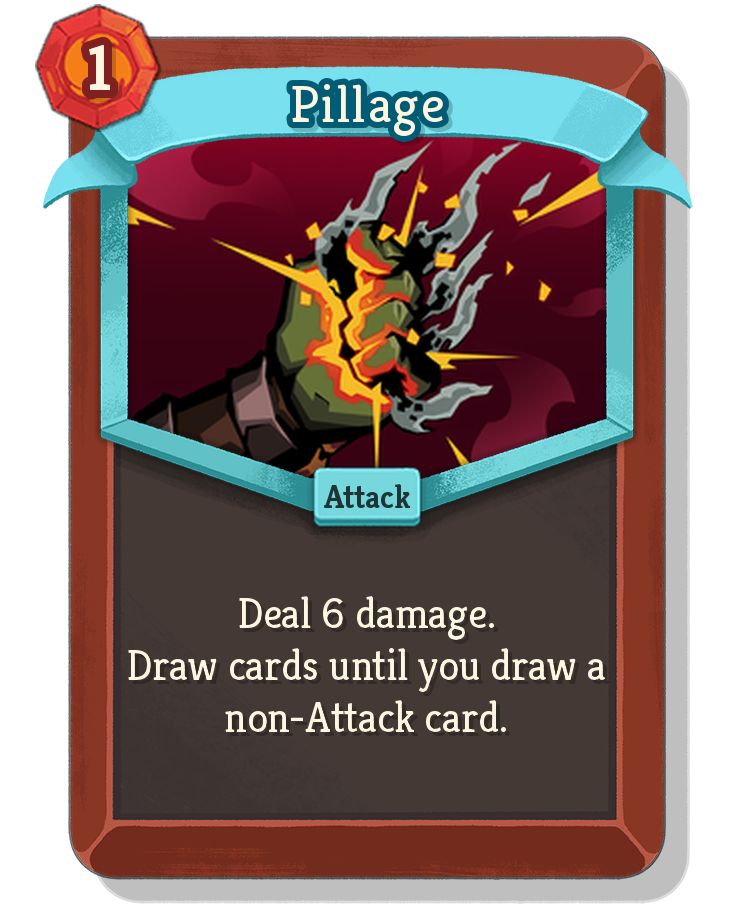 1
Pillage
Attack
Deal 6 damage.
Draw cards until you draw a
non-Attack card.